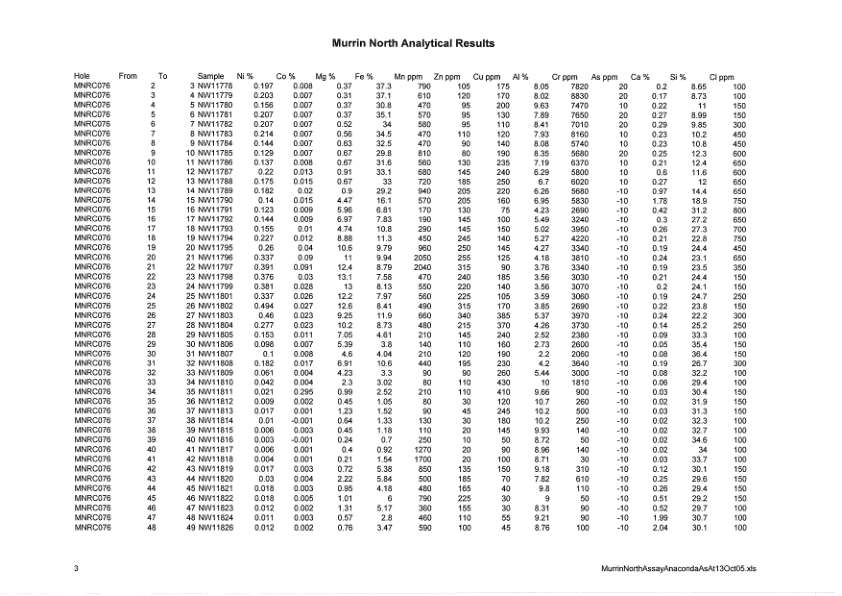 Murrin North Analytical Results
Hole From To Sample Ni % Co % Mg % Fe % Mn ppm Zn ppm Cu ppm Al % Cr ppm As ppm Ca % Si % Cl ppm
MNRC076 2 3 NW11778 0.197 0.008 0.37 37.3 790 105 175 8.05 7820 20 0.2 8.65 100
MNRC076 3 4 NW11779 0.203 0.007 0.31 37.1 610 120 170 8.02 8830 20 0.17 8.73 100
MNRC076 4 5 NW11780 0.156 0.007 0.37 30.8 470 95 200 9.63 7470 10 0.22 11 150
MNRC076 5 6 NW11781 0.207 0.007 0.37 35.1 570 95 130 7.89 7650 20 0.27 8.99 150
MNRC076 6 7 NW11782 0.207 0.007 0.52 34 580 95 110 8.41 7010 20 0.29 9.85 300
MNRC076 7 8 NW11783 0.214 0.007 0.56 34.5 470 110 120 7.93 8160 10 0.23 10.2 450
MNRC076 8 9 NW11784 0.144 0.007 0.63 32.5 470 90 140 8.08 5740 10 0.23 10.8 450
MNRC076 9 10 NW11785 0.129 0.007 0.67 29.8 810 80 190 8.35 5680 20 0.25 12.3 600
MNRC076 10 11 NW11786 0.137 0.008 0.67 31.6 560 130 235 7.19 6370 10 0.21 12.4 650
MNRC076 11 12 NW11787 0.22 0.013 0.91 33.1 680 145 240 6.29 5800 10 0.6 11.6 600
MNRC076 12 13 NW11788 0.175 0.015 0.67 33 720 185 250 6.7 6020 10 0.27 12 650
MNRC076 13 14 NW11789 0.182 0.02 0.9 29.2 940 205 220 6.26 5680 -10 0.97 14.4 650
MNRC076 14 15 NW11790 0.14 0.015 4.47 16.1 570 205 160 6.95 5830 -10 1.78 18.9 750
MNRC076 15 16 NW11791 0.123 0.009 5.96 6.81 170 130 75 4.23 2690 -10 0.42 31.2 800
MNRC076 16 17 NW11792 0.144 0.009 6.97 7.83 190 145 100 5.49 3240 -10 0.3 27.2 650
MNRC076 17 18 NW11793 0.155 0.01 4.74 10.8 290 145 150 5.02 3950 -10 0.26 27.3 700
MNRC076 18 19 NW11794 0.227 0.012 8.88 11.3 450 245 140 5.27 4220 -10 0.21 22.8 750
MNRC076 19 20 NW11795 0.26 0.04 10.6 9.79 960 250 145 4.27 3340 -10 0.19 24.4 450
MNRC076 20 21 NW11796 0.337 0.09 11 9.94 2050 255 125 4.18 3810 -10 0.24 23.1 650
MNRC076 21 22 NW11797 0.391 0.091 12.4 8.79 2040 315 90 3.76 3340 -10 0.19 23.5 350
MNRC076 22 23 NW11798 0.376 0.03 13.1 7.58 470 240 185 3.56 3030 -10 0.21 24.4 150
MNRC076 23 24 NW11799 0.381 0.028 13 8.13 550 220 140 3.56 3070 -10 0.2 24.1 150
MNRC076 24 25 NW11801 0.337 0.026 12.2 7.97 560 225 105 3.59 3060 -10 0.19 24.7 250
MNRC076 25 26 NW11802 0.494 0.027 12.6 8.41 490 315 170 3.85 2690 -10 0.22 23.8 150
MNRC076 26 27 NW11803 0.46 0.023 9.25 11.9 660 340 385 5.37 3970 -10 0.24 22.2 300
MNRC076 27 28 NW11804 0.277 0.023 10.2 8.73 480 215 370 4.26 3730 -10 0.14 25.2 250
MNRC076 28 29 NW11805 0.153 0.011 7.05 4.61 210 145 240 2.52 2380 -10 0.09 33.3 100
MNRC076 29 30 NW11806 0.098 0.007 5.39 3.8 140 110 160 2.73 2600 -10 0.05 35.4 150
MNRC076 30 31 NW11807 0.1 0.008 4.6 4.04 210 120 190 2.2 2060 -10 0.08 36.4 150
MNRC076 31 32 NW11808 0.182 0.017 6.91 10.6 440 195 230 4.2 3640 -10 0.19 26.7 300
MNRC076 32 33 NW11809 0.061 0.004 4.23 3.3 90 90 260 5.44 3000 -10 0.08 32.2 100
MNRC076 33 34 NW11810 0.042 0.004 2.3 3.02 80 110 430 10 1810 -10 0.06 29.4 100
MNRC076 34 35 NW11811 0.021 0.295 0.99 2.52 210 110 410 9.66 900 -10 0.03 30.4 150
MNRC076 35 36 NW11812 0.009 0.002 0.45 1.05 80 30 120 10.7 260 -10 0.02 31.9 150
MNRC076 36 37 NW11813 0.017 0.001 1.23 1.52 90 45 245 10.2 500 -10 0.03 31.3 150
MNRC076 37 38 NW11814 0.01 -0.001 0.64 1.33 130 30 180 10.2 250 -10 0.02 32.3 100
MNRC076 38 39 NW11815 0.006 0.003 0.45 1.18 110 20 145 9.93 140 -10 0.02 32.7 100
MNRC076 39 40 NW11816 0.003 -0.001 0.24 0.7 250 10 50 8.72 50 -10 0.02 34.6 100
MNRC076 40 41 NW11817 0.006 0.001 0.4 0.92 1270 20 90 8.96 140 -10 0.02 34 100
MNRC076 41 42 NW11818 0.004 0.001 0.21 1.54 1700 20 100 8.71 30 -10 0.03 33.7 100
MNRC076 42 43 NW11819 0.017 0.003 0.72 5.38 850 135 150 9.18 310 -10 0.12 30.1 150
MNRC076 43 44 NW11820 0.03 0.004 2.22 5.84 500 185 70 7.82 610 -10 0.25 29.6 150
MNRC076 44 45 NW11821 0.018 0.003 0.95 4.18 480 165 40 9.8 110 -10 0.26 29.4 150
MNRC076 45 46 NW11822 0.018 0.005 1.01 6 790 225 30 9 50 -10 0.51 29.2 150
MNRC076 46 47 NW11823 0.012 0.002 1.31 5.17 360 155 30 8.31 90 -10 0.52 29.7 100
MNRC076 47 48 NW11824 0.011 0.003 0.57 2.8 460 110 55 9.21 90 -10 1.99 30.7 100
MNRC076 48 49 NW11826 0.012 0.002 0.76 3.47 590 100 45 8.76 100 -10 2.04 30.1 100
3 MurrinNorthAssayAnacondaAsAt13Oct05.xls